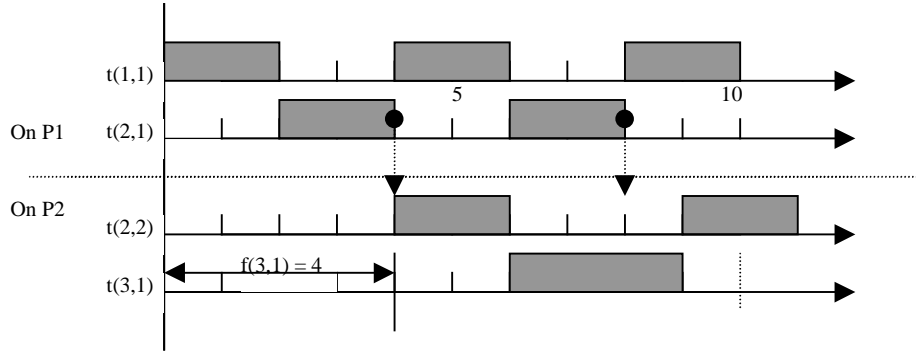 t(1,1)
5
10
On P1
t(2,1)
On P2
t(2,2)
f(3,1) = 4
t(3,1)